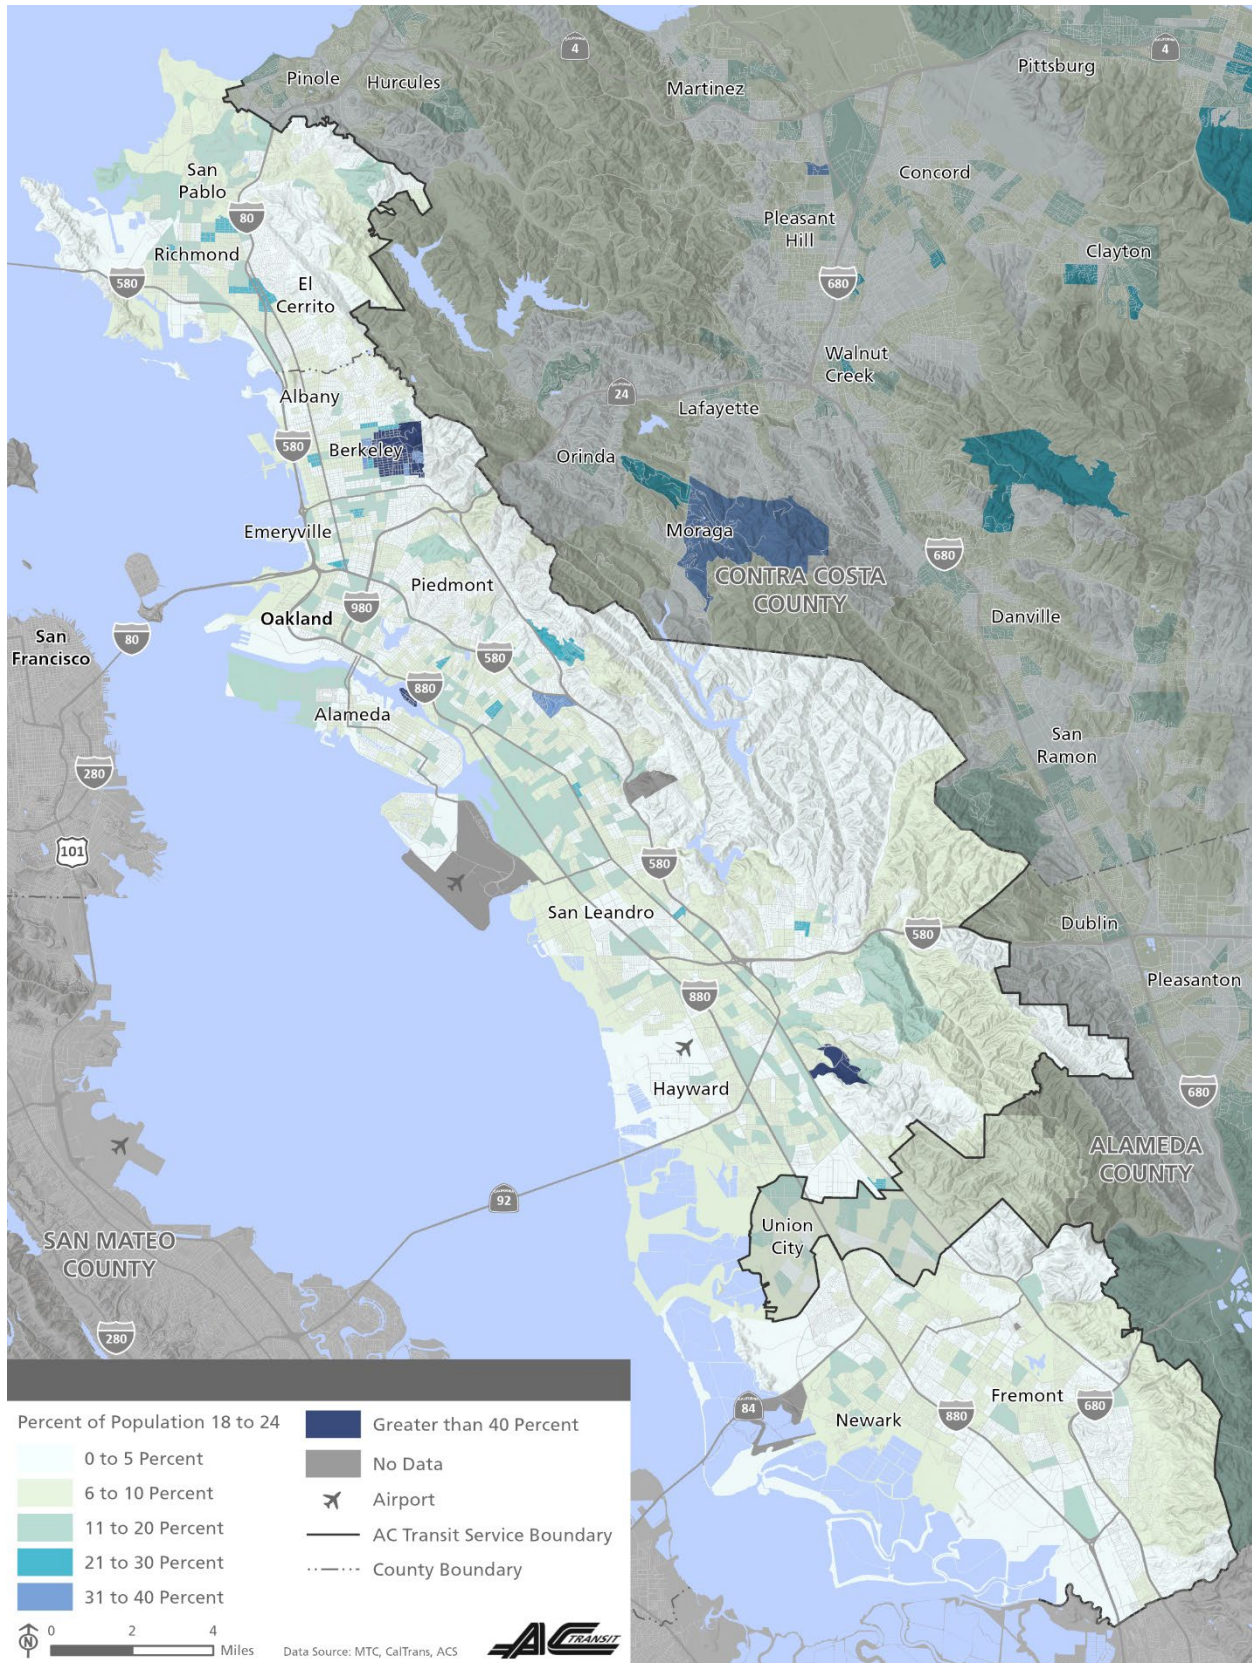 4
4
Pinole
Hurcules
Martinez
Pittsburg
San
Pablo
Concord
80
Pleasant
Hill
Richmond
Clayton
580
El
Cerrito
680
Walnut
Creek
24
Albany
Lafayette
580
Berkeley
Orinda
Emeryville
Moraga
680
CONTRA COSTA
COUNTY
Piedmont
980
Oakland
Danville
San
Francisco
80
580
880
Alameda
San
Ramon
280
101
580
San Leandro
Dublin
580
Pleasanton
880
Hayward
680
ALAMEDA
COUNTY
CALIFORNIA
92
Union
City
SAN MATEO
COUNTY
280
Fremont
84
Newark
880
680
Percent of Population 18 to 24
0 to 5 Percent
6 to 10 Percent
11 to 20 Percent
21 to 30 Percent
31 to 40 Percent
Greater than 40 Percent
No Data
Airport
AC Transit Service Boundary
County Boundary
N
0 2 4
Miles
Data Source: MTC, CalTrans, ACS
AC TRANSIT